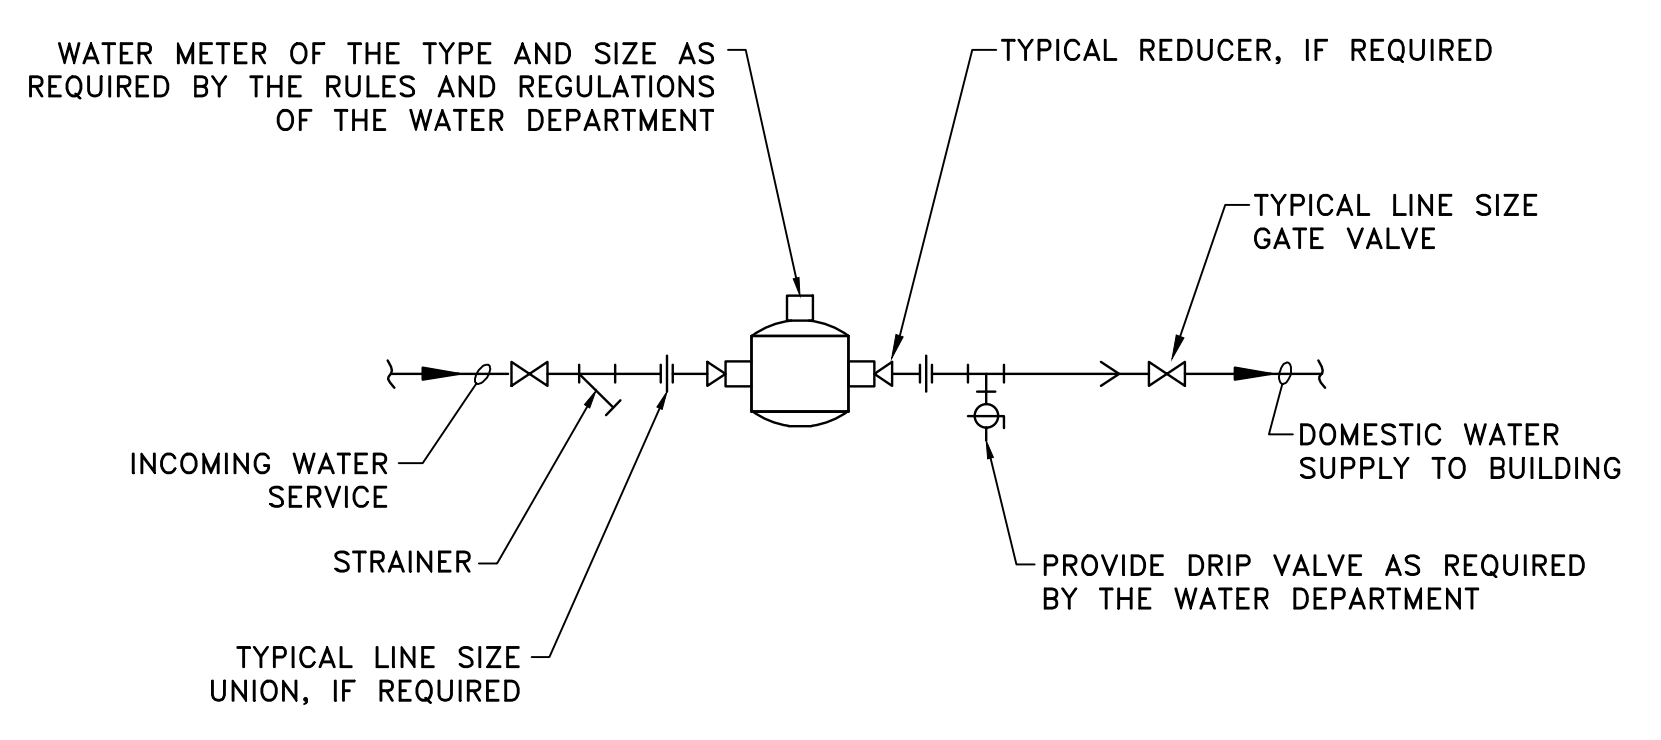 WATER METER OF THE TYPE AND SIZE AS
REQUIRED BY THE RULES AND REGULATIONS
OF THE WATER DEPARTMENT
TYPICAL REDUCER, IF REQUIRED
TYPICAL LINE SIZE
GATE VALVE
INCOMING WATER
SERVICE
DOMESTIC WATER
SUPPLY TO BUILDING
STRAINER
PROVIDE DRIP VALVE AS REQUIRED
BY THE WATER DEPARTMENT
TYPICAL LINE SIZE
UNION, IF REQUIRED